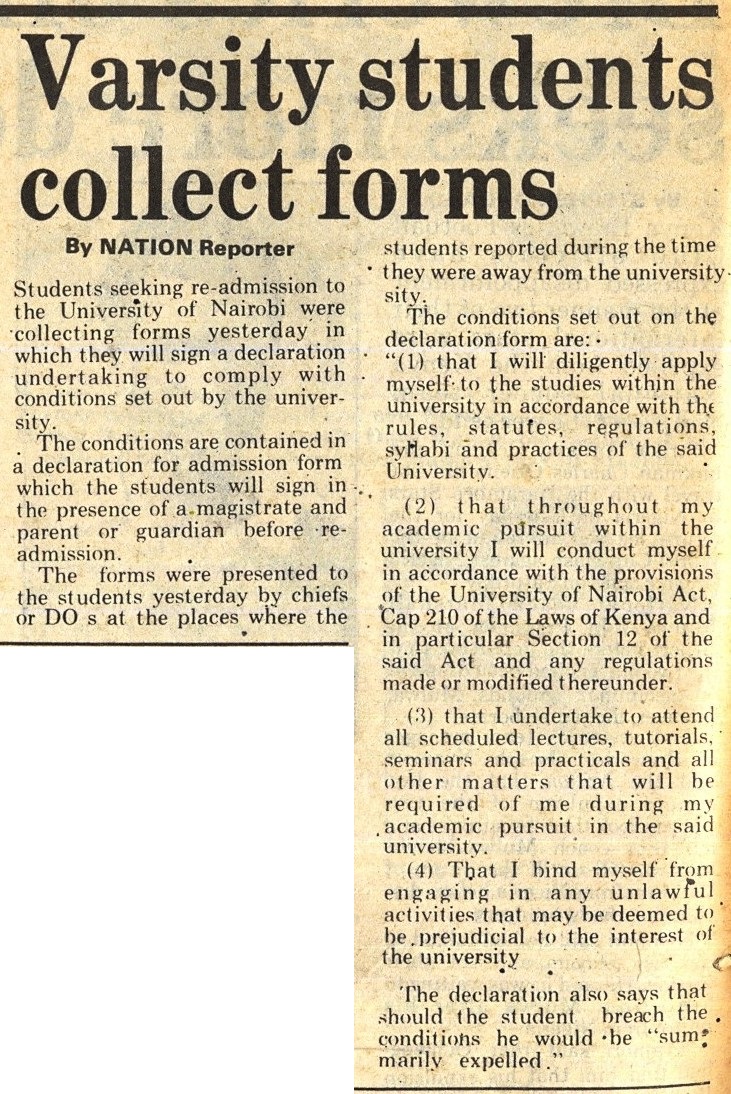 Varsity students
collect forms
By NATION Reporter
Students seeking re-admission to
the University of Nairobi were
collecting forms yesterday in
which they will sign a declaration
undertaking to comply with
conditions set out by the univer-
sity.
The conditions are contained in
a declaration for admission form
which the students will sign in
the presence of a magistrate and
parent or guardian before re-
admission.
The forms were presented to
the students yesterday by chiefs
or DO s at the places where the
students reported during the time
they were away from the university-
sity.
The conditions set out on the
declaration form are:
“(1) that I will diligently apply
myself to the studies within the
university in accordance with the
rules, statutes, regulations,
syllabi and practices of the said
University.
(2) that throughout my
academic pursuit within the
university I will conduct myself
in accordance with the provisions
of the University of Nairobi Act,
Cap 210 of the Laws of Kenya and
in particular Section 12 of the
said Act and any regulations
made or modified thereunder.
(3) that I undertake to attend
all scheduled lectures, tutorials,
seminars and practicals and all
other matters that will be
required of me during my
academic pursuit in the said
university.
(4) That I bind myself from
engaging in any unlawful
activities that may be deemed to
be prejudicial to the interest of
the university
The declaration also says that
should the student breach the
conditions he would be “sum-
marily expelled.”